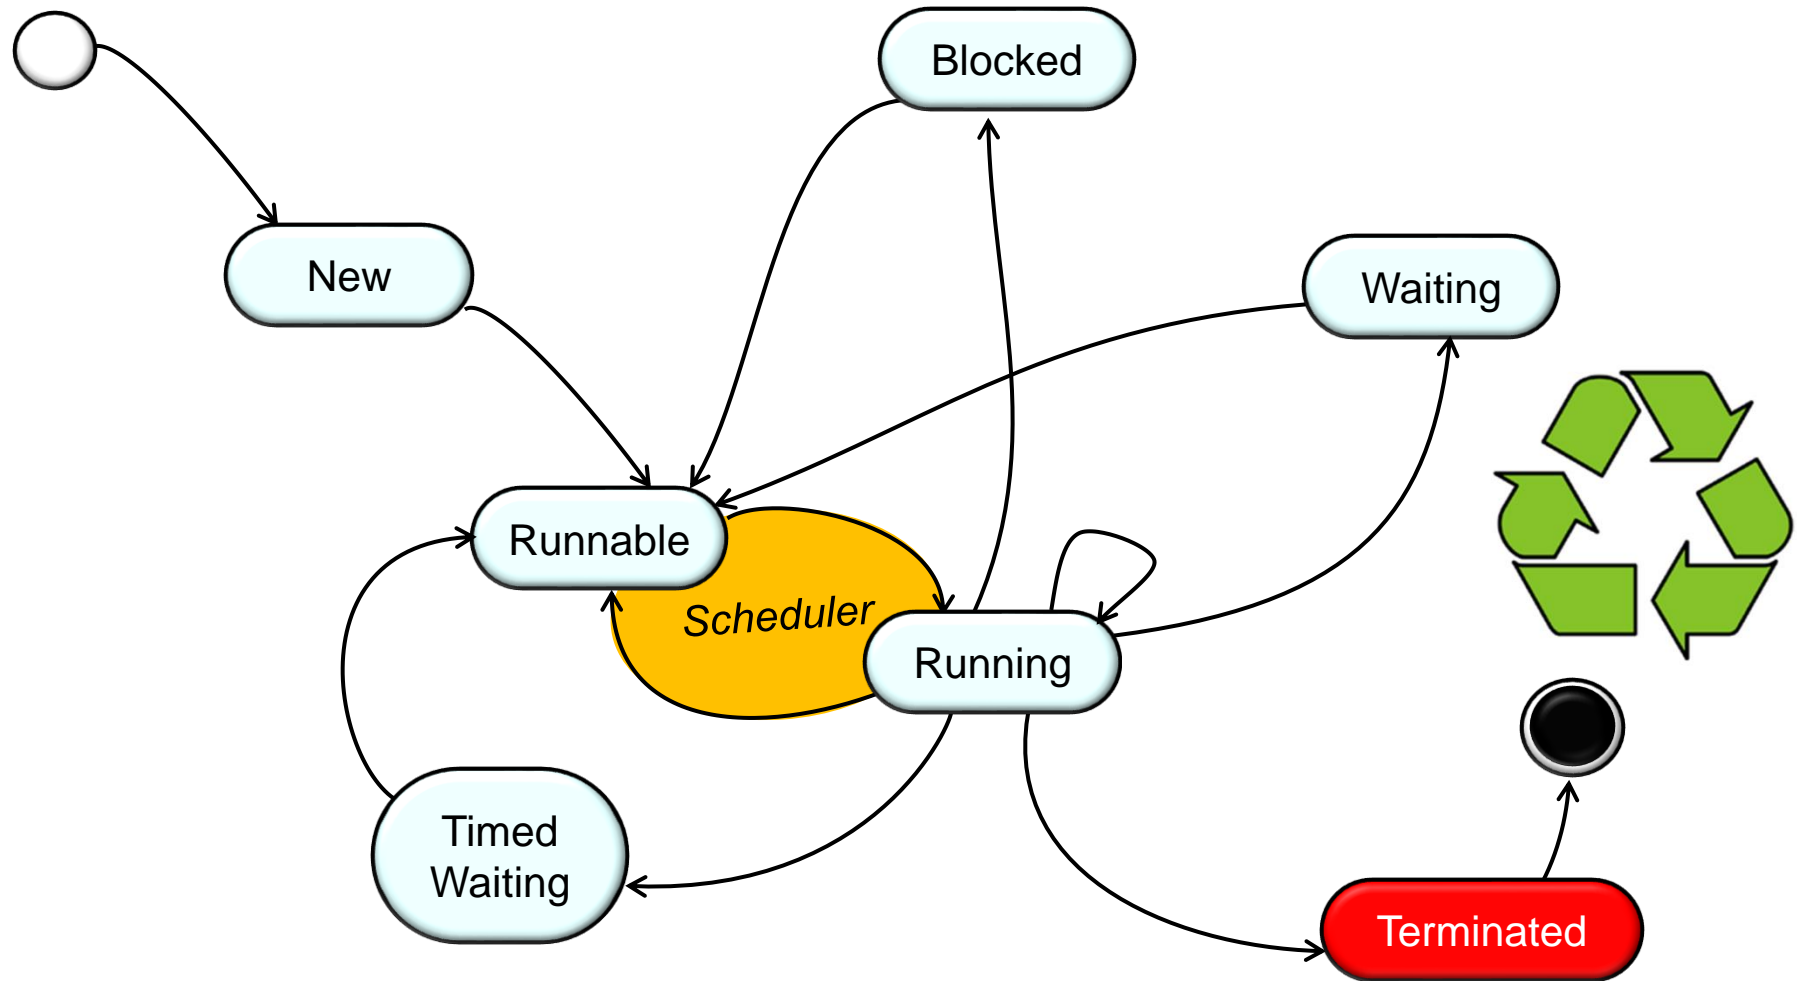 Blocked
New
Waiting
Runnable
Scheduler
Running
Timed
Waiting
Terminated